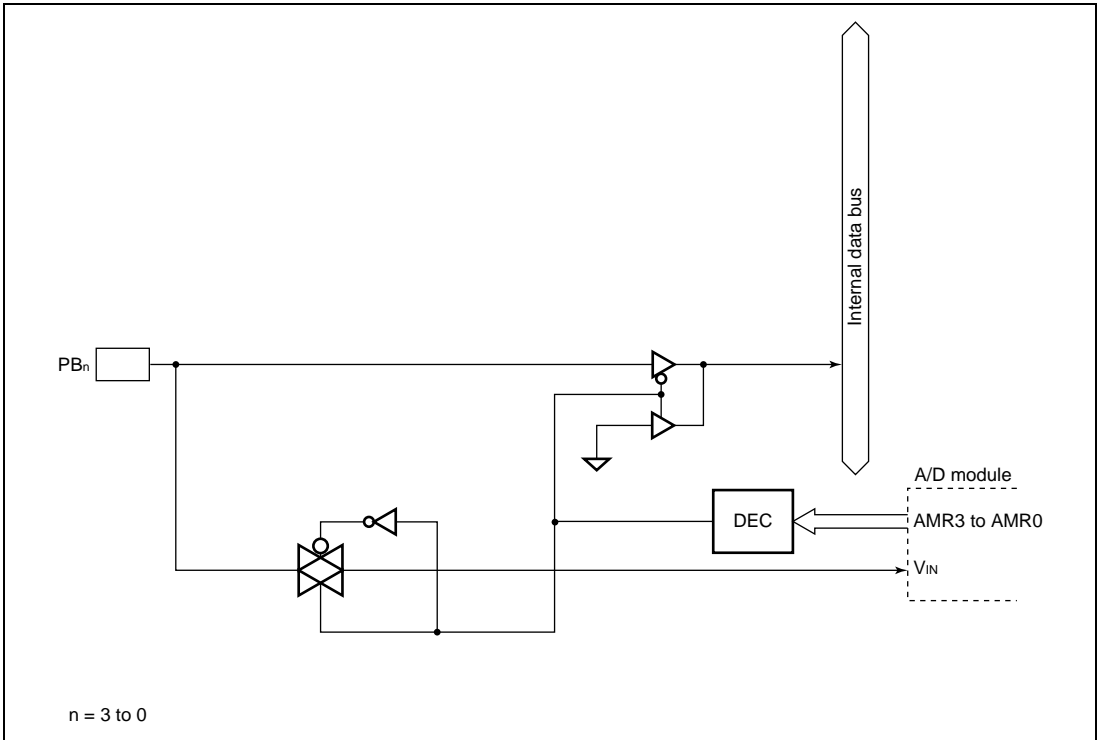 Internal data bus
PBn
A/D module
DEC
AMR3 to AMR0
VIN
n = 3 to 0